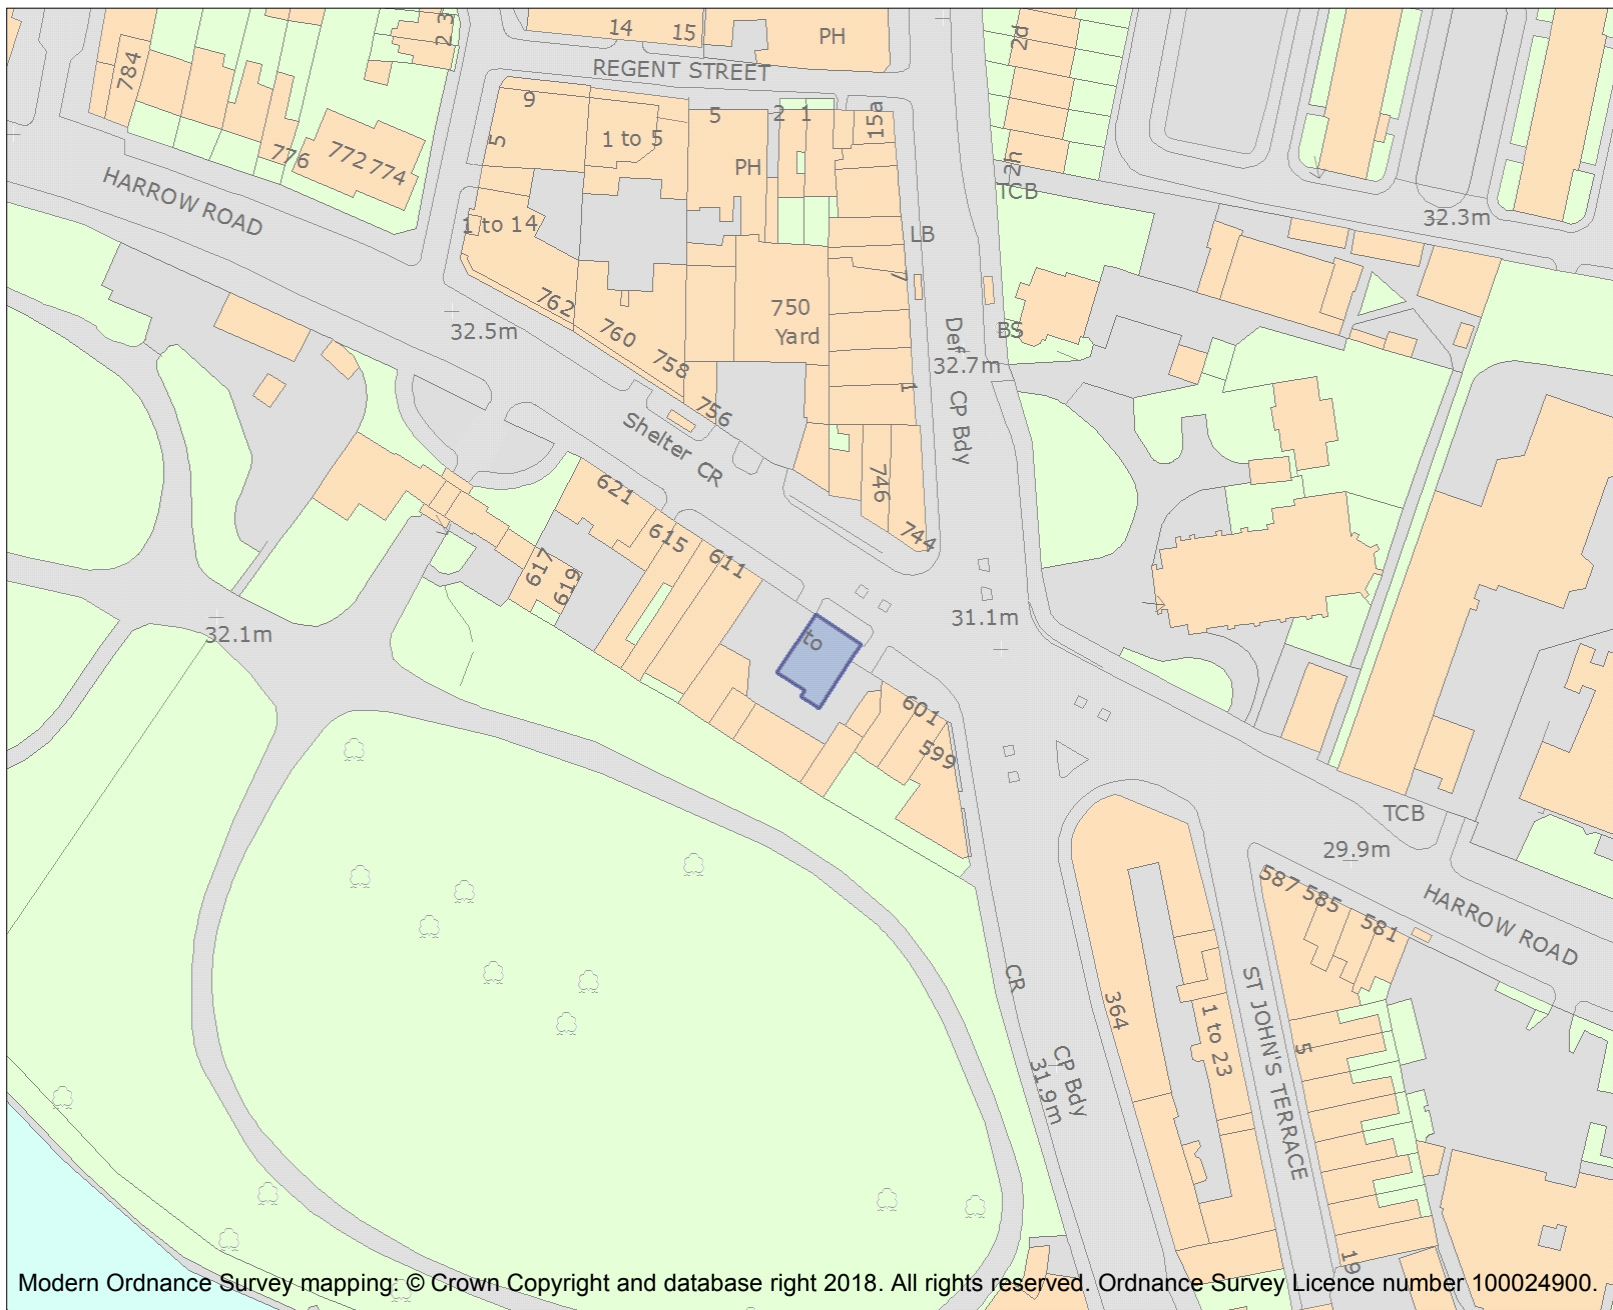 14
15
PH
2d
2 3
784
REGENT STREET
9
5
2 1
15a
5
1 to 5
776
772
774
PH
2h
TCB
HARROW ROAD
32.3m
1 to 14
LB
7
762
750
Yard
BS
32.5m
760
Def
758
32.7m
1
756
CP Bdy
Shelter
CR
746
621
744
615
611
617
619
31.1m
32.1m
to
601
599
TCB
29.9m
587
585
581
HARROW ROAD
CR
364
1 to 23
ST JOHN'S TERRACE
5
CP Bdy
31.9m
19
Modern Ordnance Survey mapping: © Crown Copyright and database right 2018. All rights reserved. Ordnance Survey Licence number 100024900.